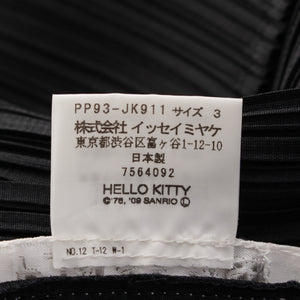 PP93-JK911 サイズ 3
株式会社 イッセイミヤケ
東京都渋谷区富ヶ谷1-12-10
日本製
7564092
HELLO KITTY
©'76, '09 SANRIO Ⓛ
NO.12 T-12 W-1